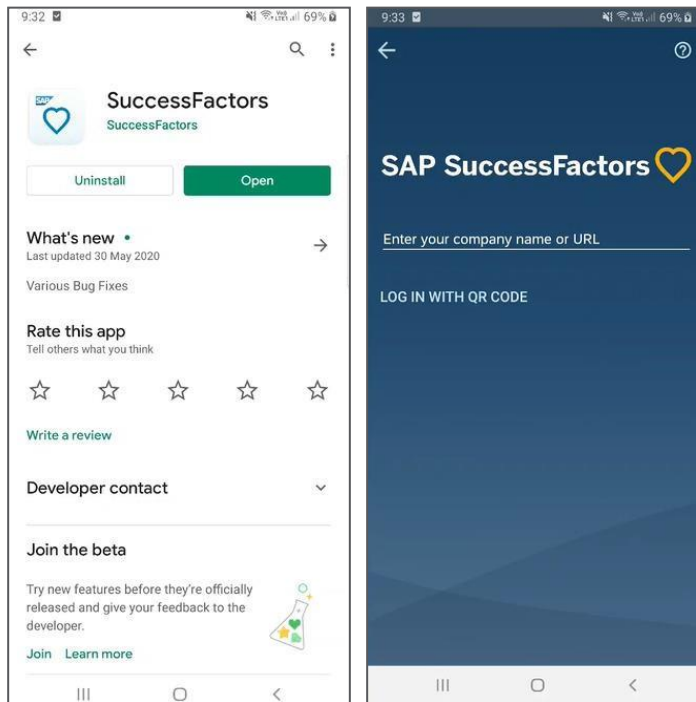 9:32
69%
SAP
SuccessFactors
SuccessFactors
Uninstall
Open
What's new
Last updated 30 May 2020
Various Bug Fixes
Rate this app
Tell others what you think
Write a review
Developer contact
Join the beta
Try new features before they're officially
released and give your feedback to the
developer.
Join Learn more
9:33
69%
SAP SuccessFactors
Enter your company name or URL
LOG IN WITH QR CODE